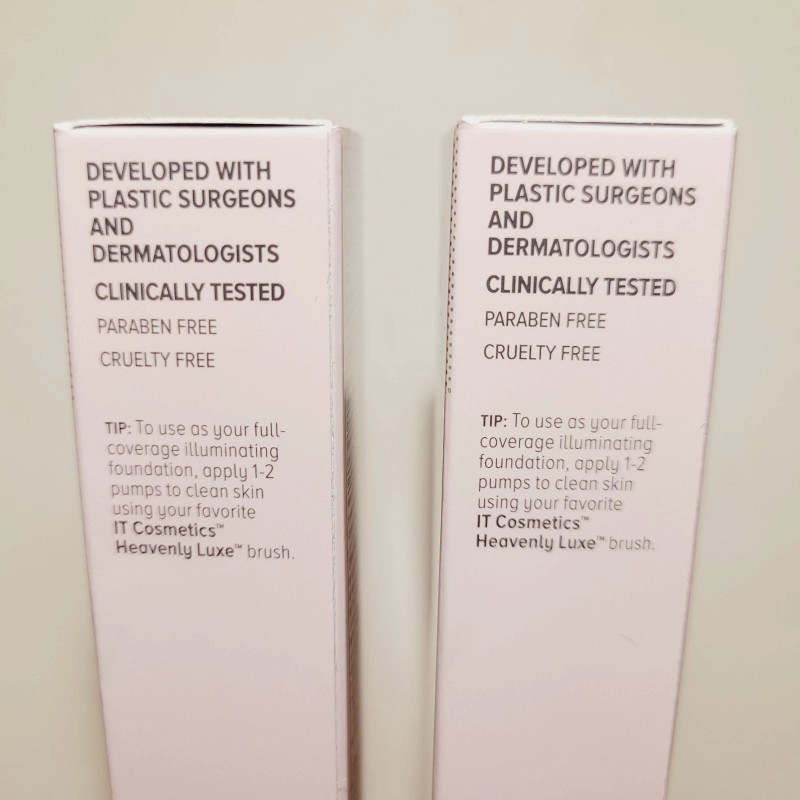 DEVELOPED WITH
PLASTIC SURGEONS
AND
DERMATOLOGISTS
CLINICALLY TESTED
PARABEN FREE
CRUELTY FREE
TIP: To use as your full-
coverage illuminating
foundation, apply 1-2
pumps to clean skin
using your favorite
IT Cosmetics™
Heavenly Luxe™ brush.
DEVELOPED WITH
PLASTIC SURGEONS
AND
DERMATOLOGISTS
CLINICALLY TESTED
PARABEN FREE
CRUELTY FREE
TIP: To use as your full-
coverage illuminating
foundation, apply 1-2
pumps to clean skin
using your favorite
IT Cosmetics™
Heavenly Luxe™ brush.